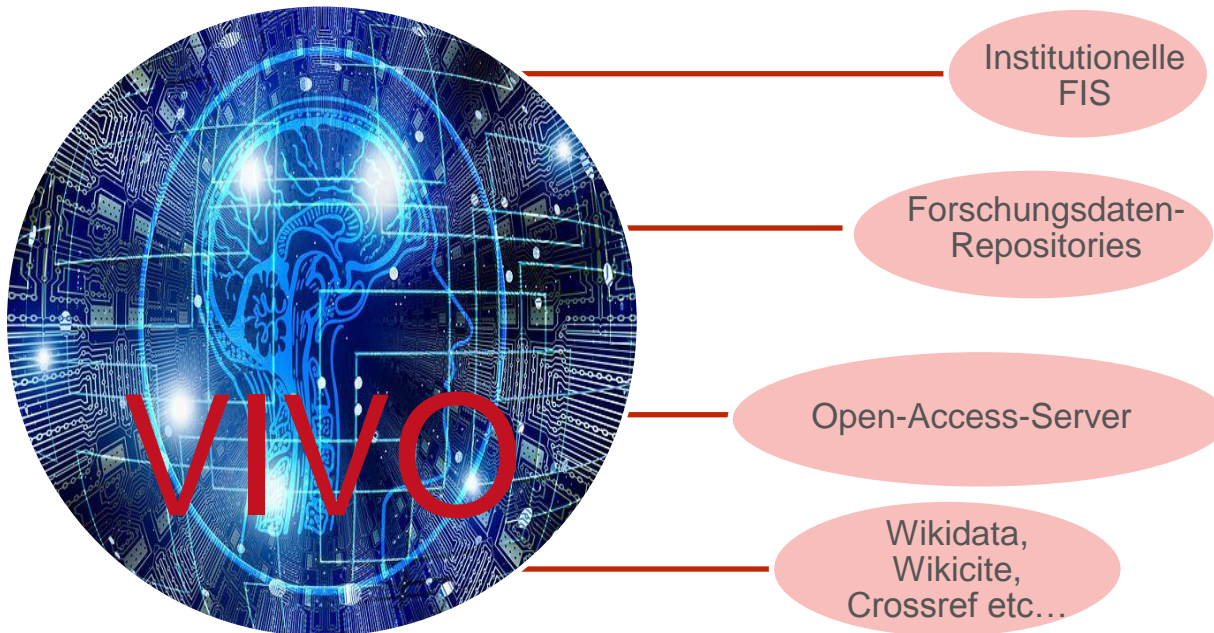 Institutionelle
FIS
Forschungsdaten-
Repositories
Open-Access-Server
VIVO
Wikidata,
Wikicite,
Crossref etc…